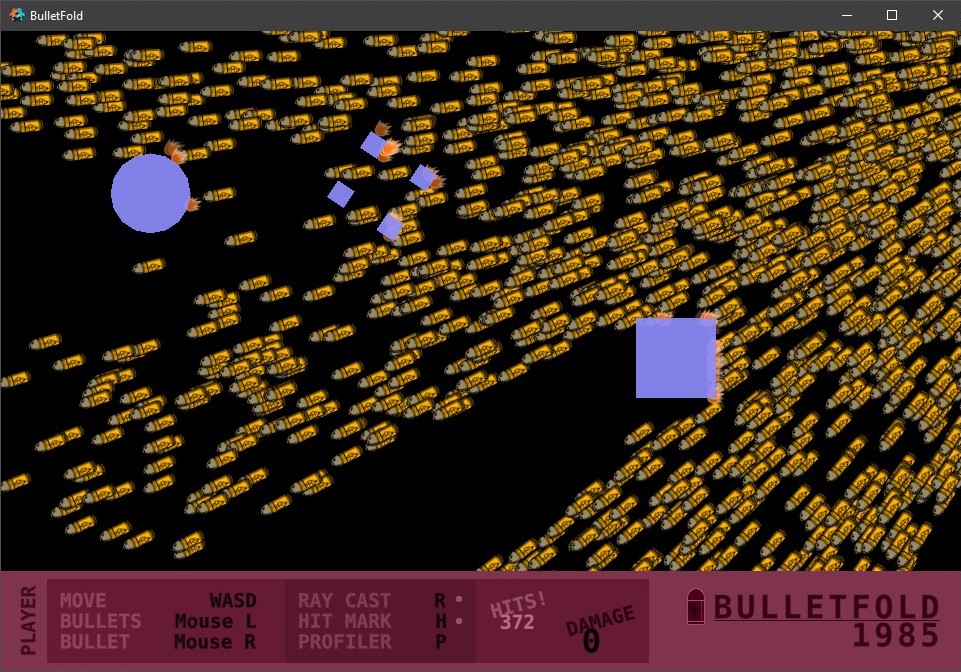 BulletFold
PLAYER
MOVE WASD
BULLETS Mouse L
BULLET Mouse R
RAY CAST R
HIT MARK H
PROFILER P
HITS!
372
DAMAGE
0
BULLETFOLD
1985